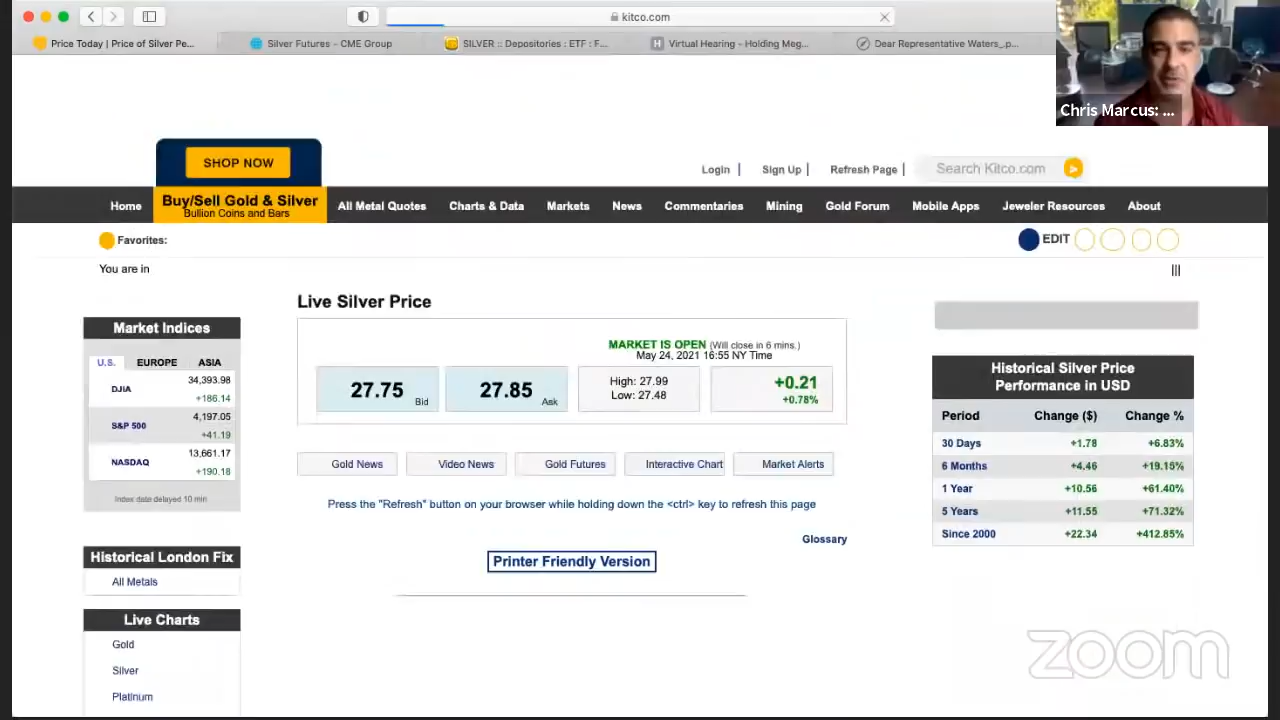 kitco.com
Price Today | Price of Silver Pe...
Silver Futures - CME Group
SILVER :: Depositories : ETF : F...
Virtual Hearing - Holding Meg...
Dear Representative Waters_.p...
Chris Marcus: ...
SHOP NOW
Login |
Sign Up |
Refresh Page |
Search Kitco.com
Home
Buy/Sell Gold & Silver
Bullion Coins and Bars
All Metal Quotes
Charts & Data
Markets
News
Commentaries
Mining
Gold Forum
Mobile Apps
Jeweler Resources
About
Favorites:
EDIT
You are in
|||
Live Silver Price
MARKET IS OPEN (Will close in 6 mins.)
May 24, 2021 16:55 NY Time
27.75 Bid
27.85 Ask
High: 27.99
Low: 27.48
+0.21
+0.78%
Gold News
Video News
Gold Futures
Interactive Chart
Market Alerts
Press the "Refresh" button on your browser while holding down the <ctrl> key to refresh this page
Glossary
Printer Friendly Version
Market Indices
U.S. EUROPE ASIA
DJIA 34,393.98
+186.14
S&P 500 4,197.05
+41.19
NASDAQ 13,661.17
+190.18
Index data delayed 10 min
Historical London Fix
All Metals
Live Charts
Gold
Silver
Platinum
Historical Silver Price
Performance in USD
Period Change ($) Change %
30 Days +1.78 +6.83%
6 Months +4.46 +19.15%
1 Year +10.56 +61.40%
5 Years +11.55 +71.32%
Since 2000 +22.34 +412.85%
zoom